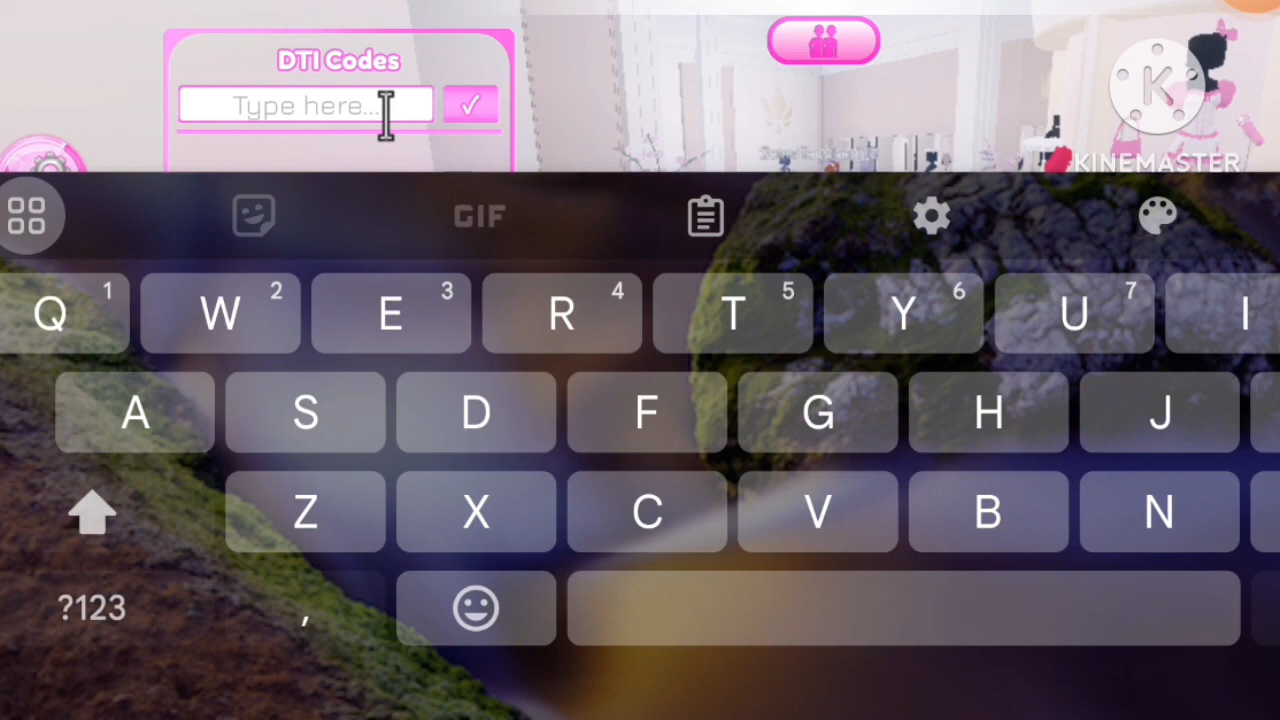 DTI Codes
Type here...
K
KINEMASTER
GIF
Q 1 W 2 E 3 R 4 T 5 Y 6 U 7 I
A S D F G H J
Z X C V B N
?123 ,